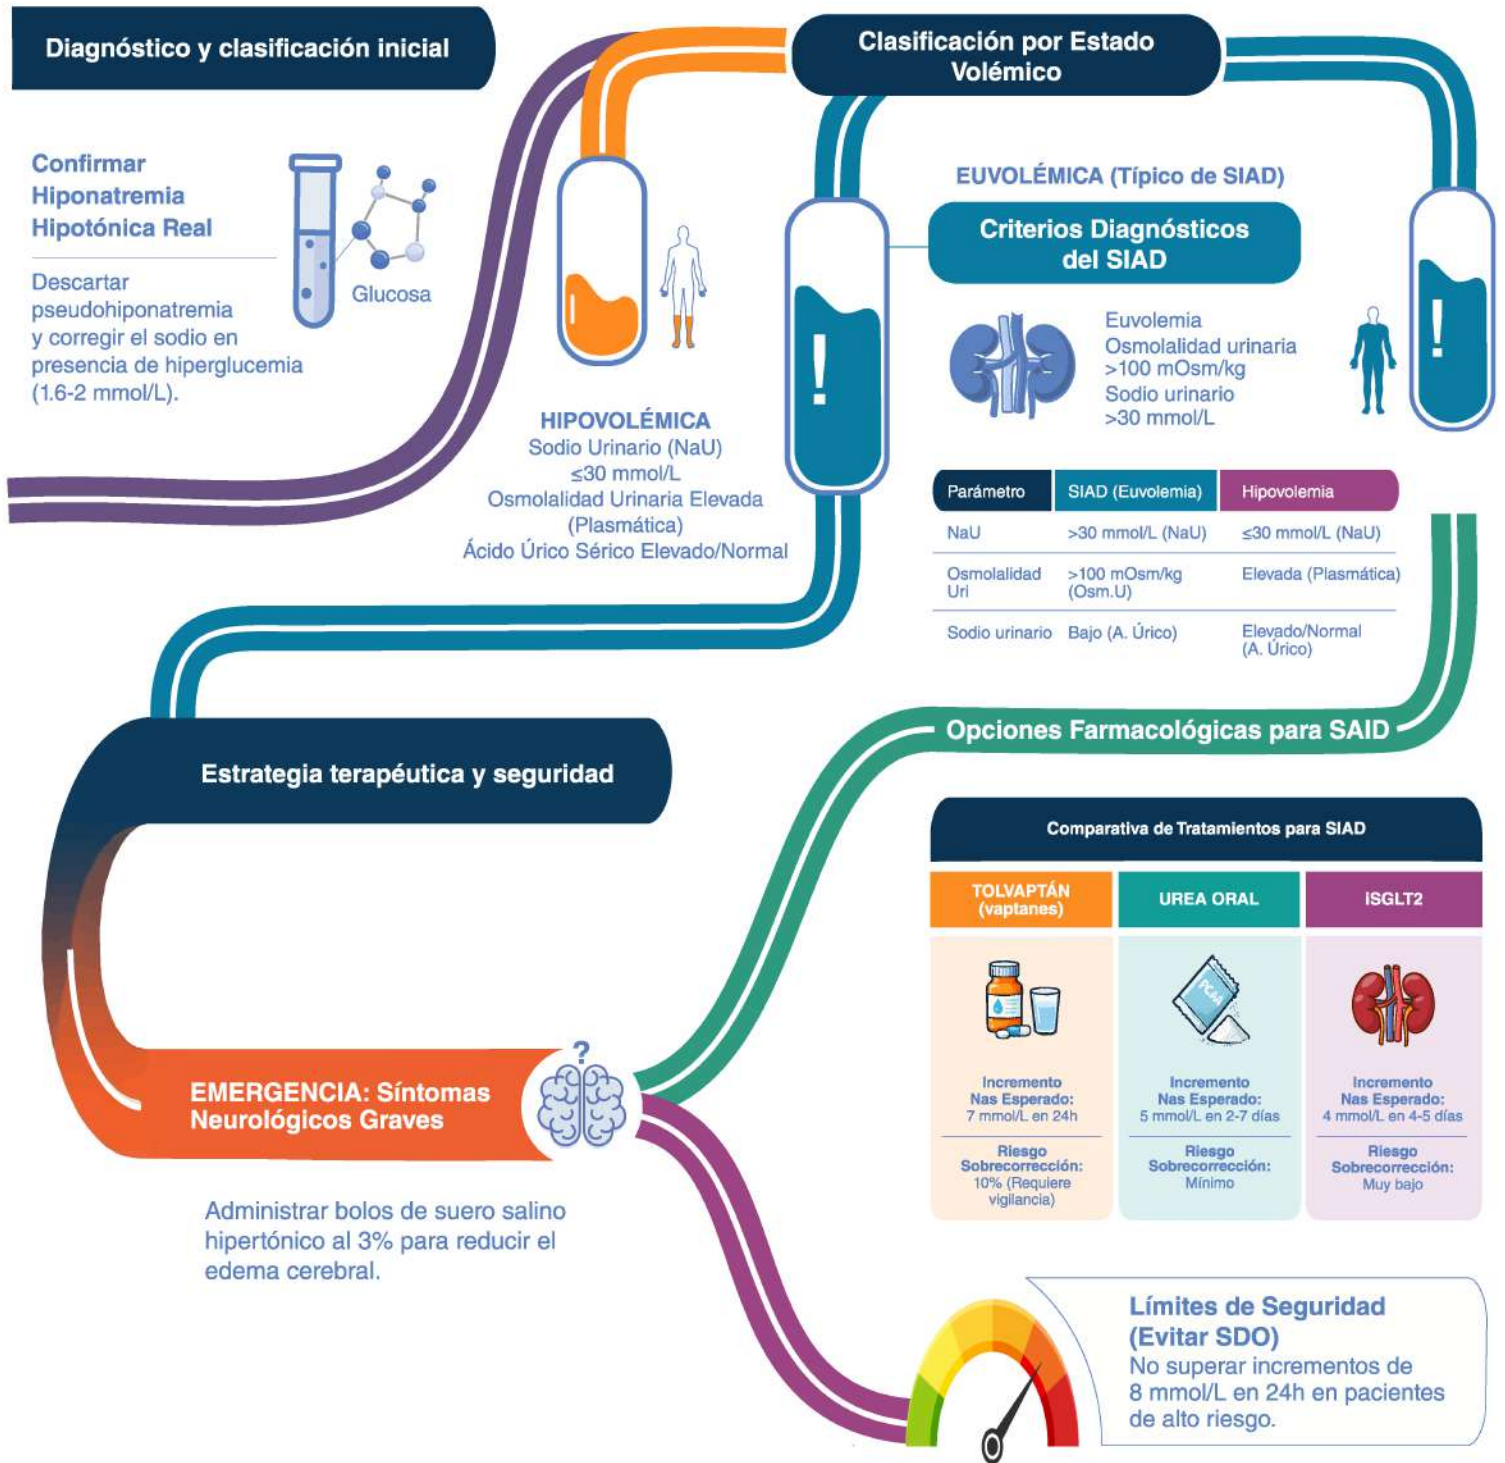 Diagnóstico y clasificación inicial
Confirmar
Hiponatremia
Hipotónica Real
Descartar
pseudohiponatremia
y corregir el sodio en
presencia de hiperglucemia
(1.6-2 mmol/L).
Glucosa
Clasificación por Estado
Volémico
HIPOVOLÉMICA
Sodio Urinario (NaU)
≤30 mmol/L
Osmolalidad Urinaria Elevada
(Plasmática)
Ácido Úrico Sérico Elevado/Normal
!
EUVOLÉMICA (Típico de SIAD)
Criterios Diagnósticos
del SIAD
Euvolemia
Osmolalidad urinaria
>100 mOsm/kg
Sodio urinario
>30 mmol/L
!
Parámetro SIAD (Euvolemia) Hipovolemia
NaU >30 mmol/L (NaU) ≤30 mmol/L (NaU)
Osmolalidad >100 mOsm/kg Elevada (Plasmática)
Uri (Osm.U)
Sodio urinario Bajo (A. Úrico) Elevado/Normal
(A. Úrico)
Estrategia terapéutica y seguridad
EMERGENCIA: Síntomas
Neurológicos Graves
?
Administrar bolos de suero salino
hipertónico al 3% para reducir el
edema cerebral.
Opciones Farmacológicas para SAID
Comparativa de Tratamientos para SIAD
TOLVAPTÁN
(vaptanes)
Incremento
Nas Esperado:
7 mmol/L en 24h
Riesgo
Sobrecorrección:
10% (Requiere
vigilancia)
UREA ORAL
PCAA
Incremento
Nas Esperado:
5 mmol/L en 2-7 días
Riesgo
Sobrecorrección:
Mínimo
iSGLT2
Incremento
Nas Esperado:
4 mmol/L en 4-5 días
Riesgo
Sobrecorrección:
Muy bajo
Límites de Seguridad
(Evitar SDO)
No superar incrementos de
8 mmol/L en 24h en pacientes
de alto riesgo.